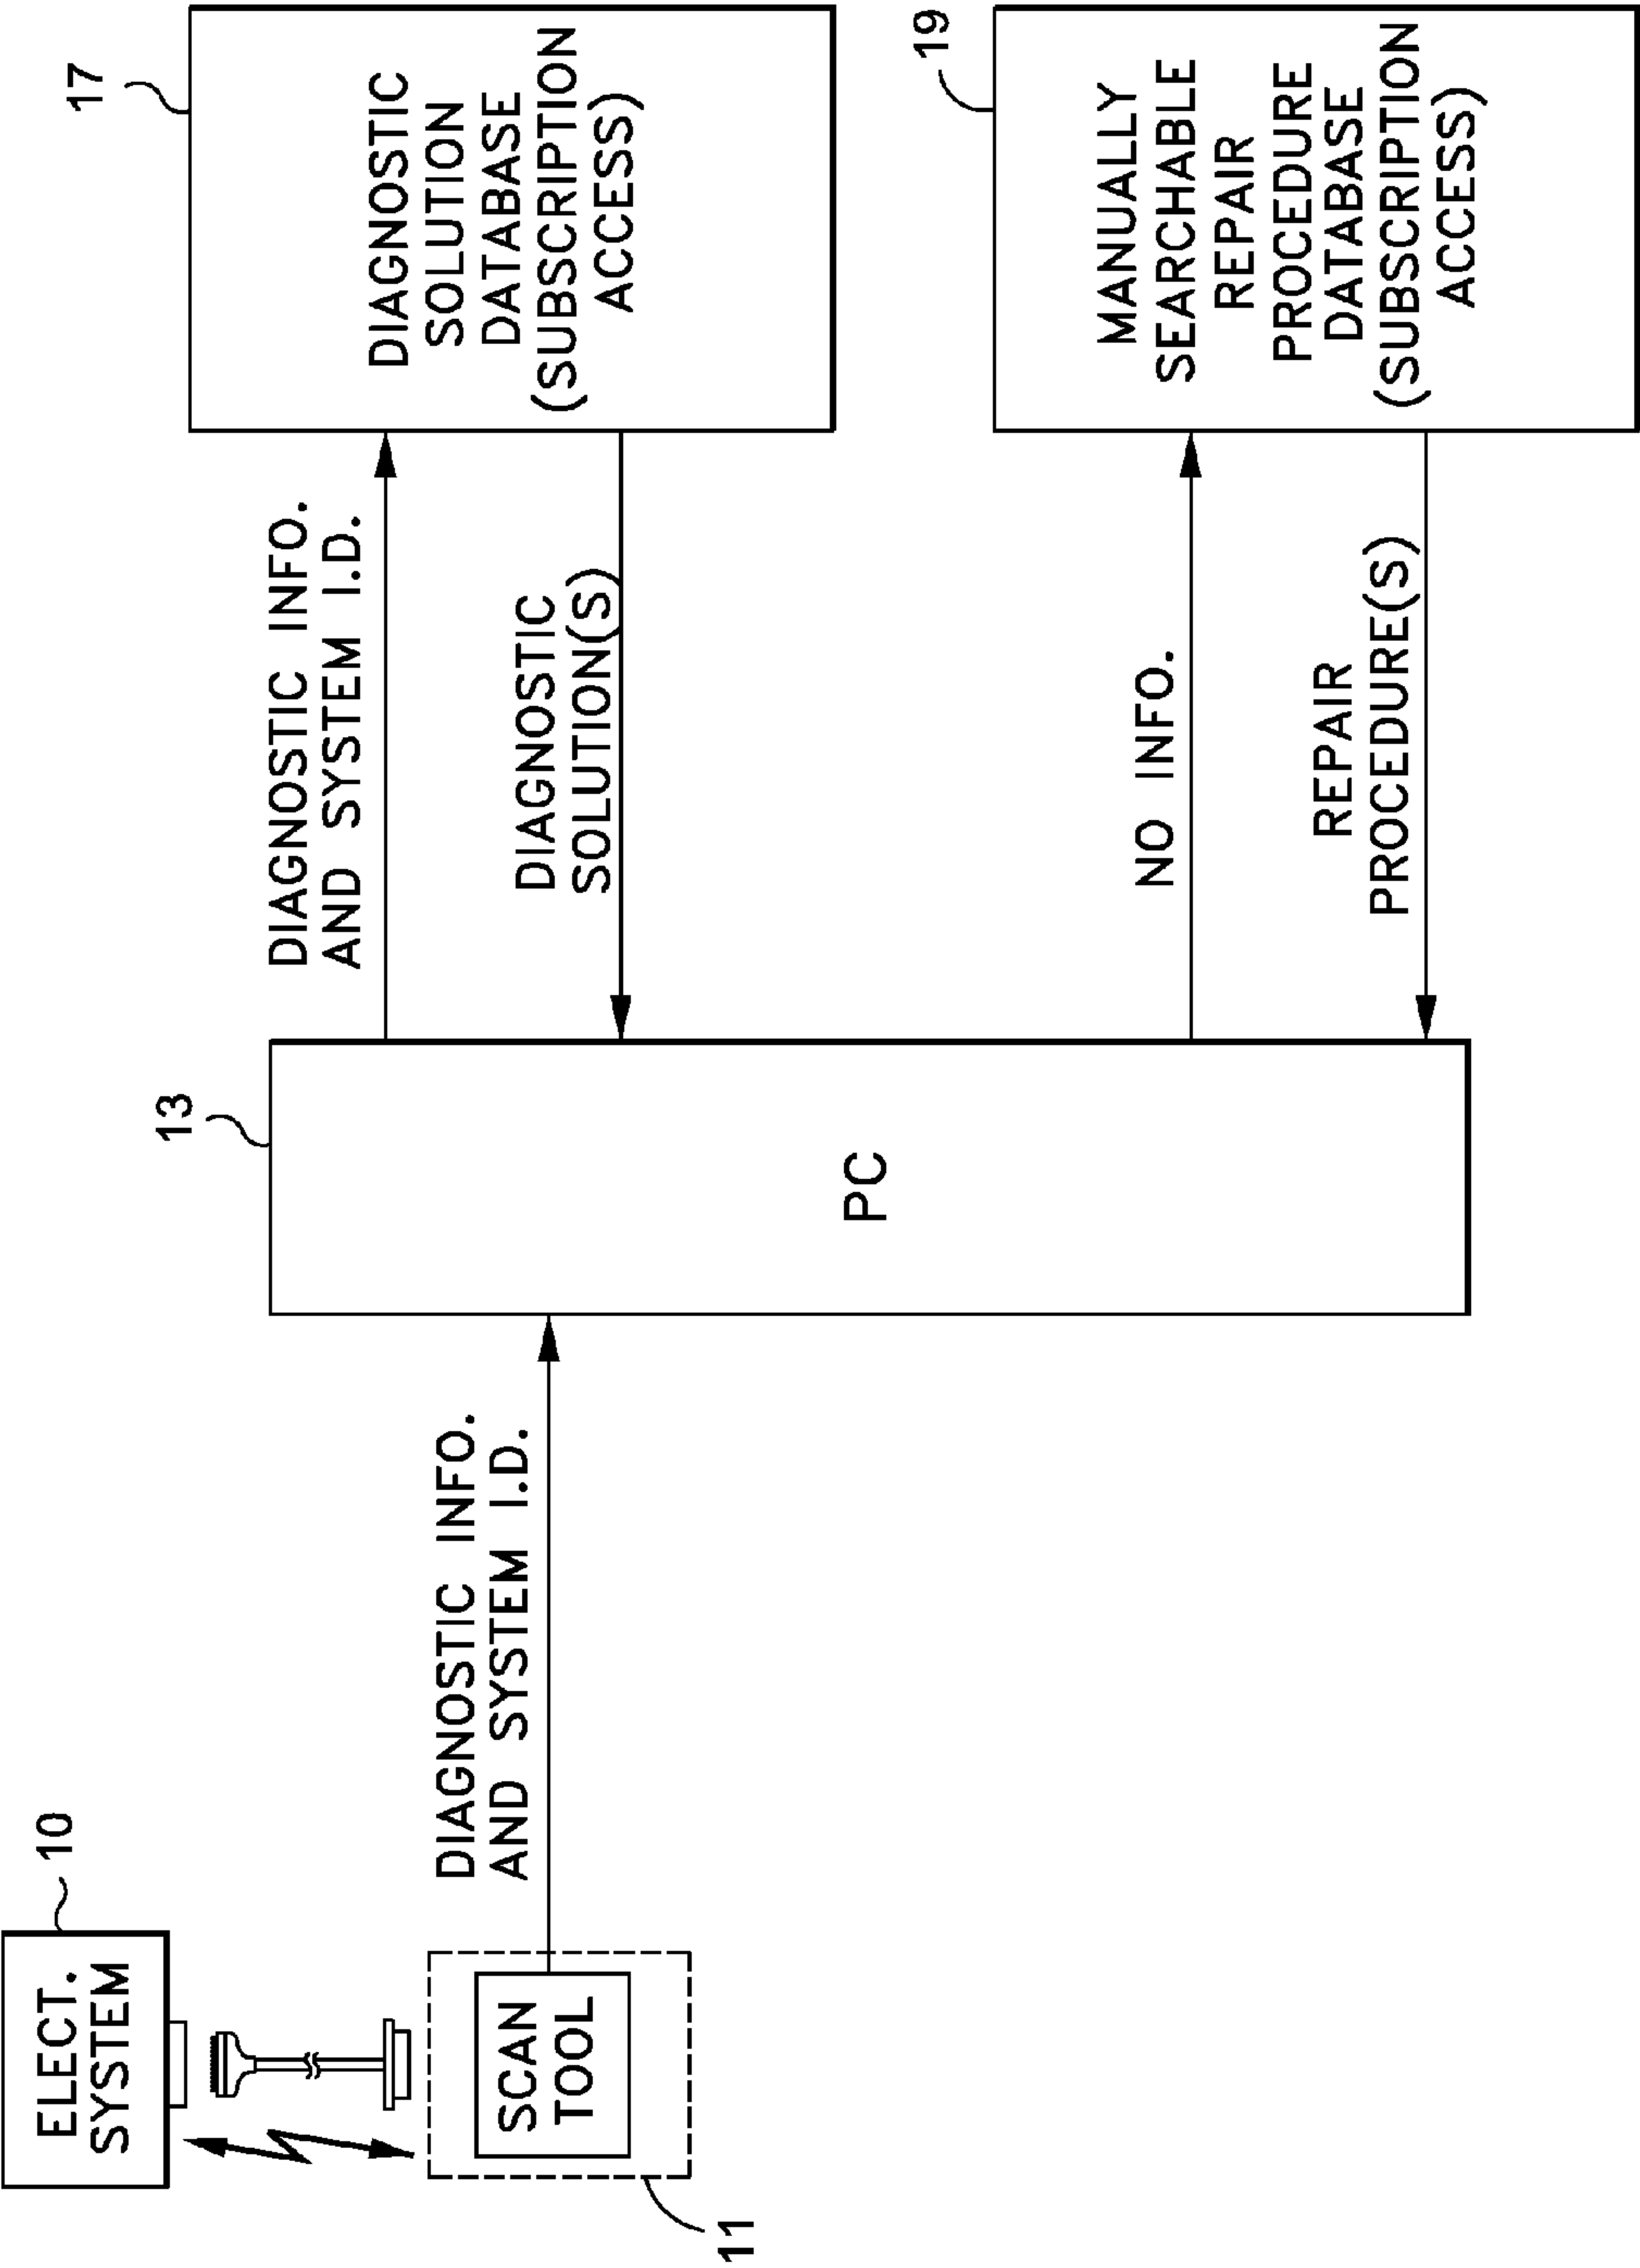 10
ELECT.
SYSTEM
SCAN
TOOL
11
DIAGNOSTIC INFO.
AND SYSTEM I.D.
13
PC
DIAGNOSTIC INFO.
AND SYSTEM I.D.
DIAGNOSTIC
SOLUTION(S)
NO INFO.
REPAIR
PROCEDURE(S)
17
DIAGNOSTIC
SOLUTION
DATABASE
(SUBSCRIPTION
ACCESS)
19
MANUALLY
SEARCHABLE
REPAIR
PROCEDURE
DATABASE
(SUBSCRIPTION
ACCESS)